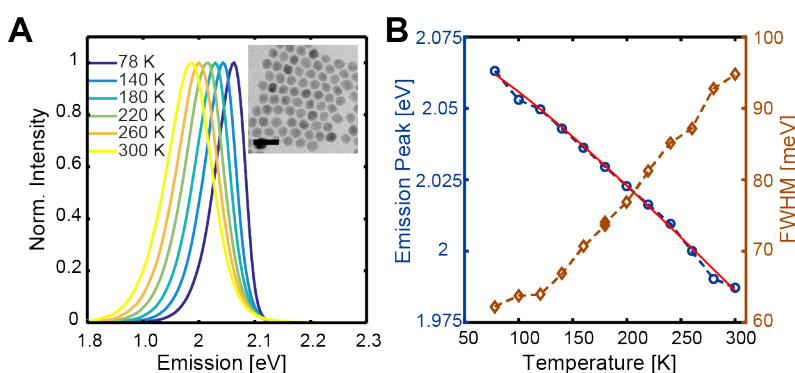 A
Norm. Intensity
1
0.8
0.6
0.4
0.2
0
78 K
140 K
180 K
220 K
260 K
300 K
1.8
1.0
2
2.1
2.2
2.3
Emission [eV]
B
Emission Peak [eV]
2.075
2.05
2.025
2
1.975
50
100
150
200
250
300
Temperature [K]
100
90
80
70
60
FWHM [meV]